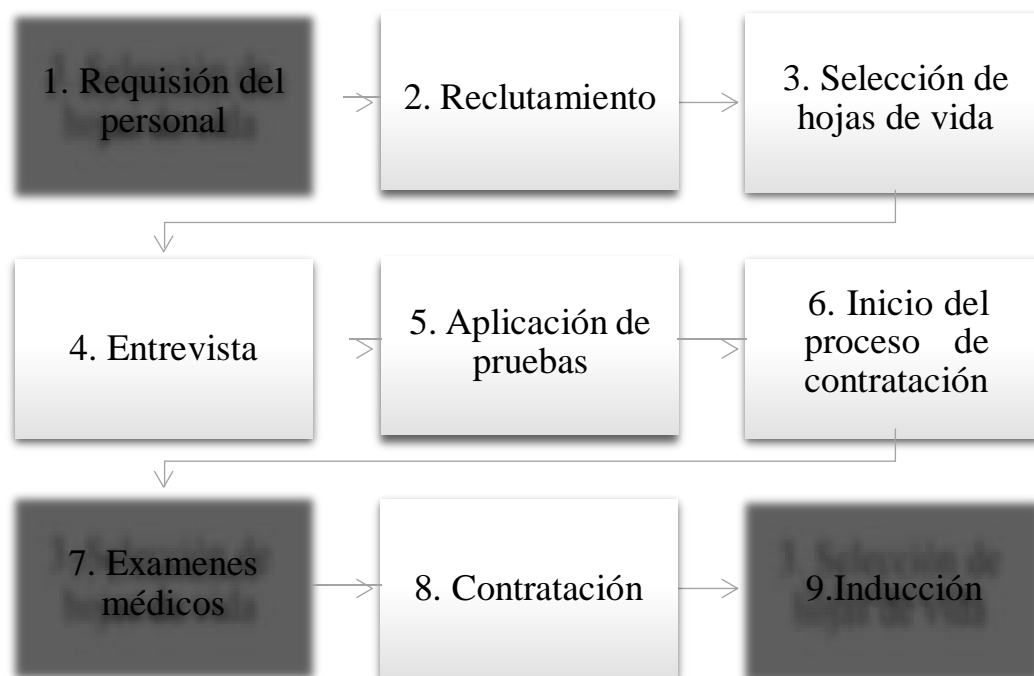 1. Requisión del
personal
2. Reclutamiento
3. Selección de
hojas de vida
4. Entrevista
5. Aplicación de
pruebas
6. Inicio del
proceso de
contratación
7. Examenes
médicos
8. Contratación
9.Inducción